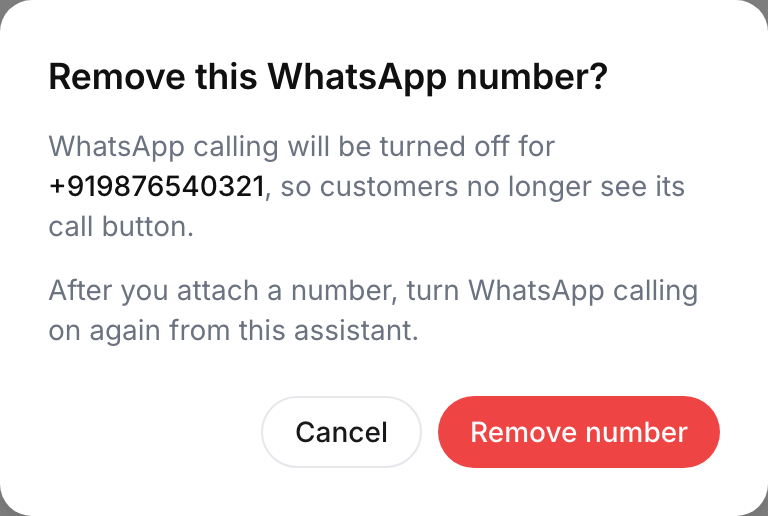 Remove this WhatsApp number?
WhatsApp calling will be turned off for
+919876540321, so customers no longer see its
call button.
After you attach a number, turn WhatsApp calling
on again from this assistant.
Cancel
Remove number